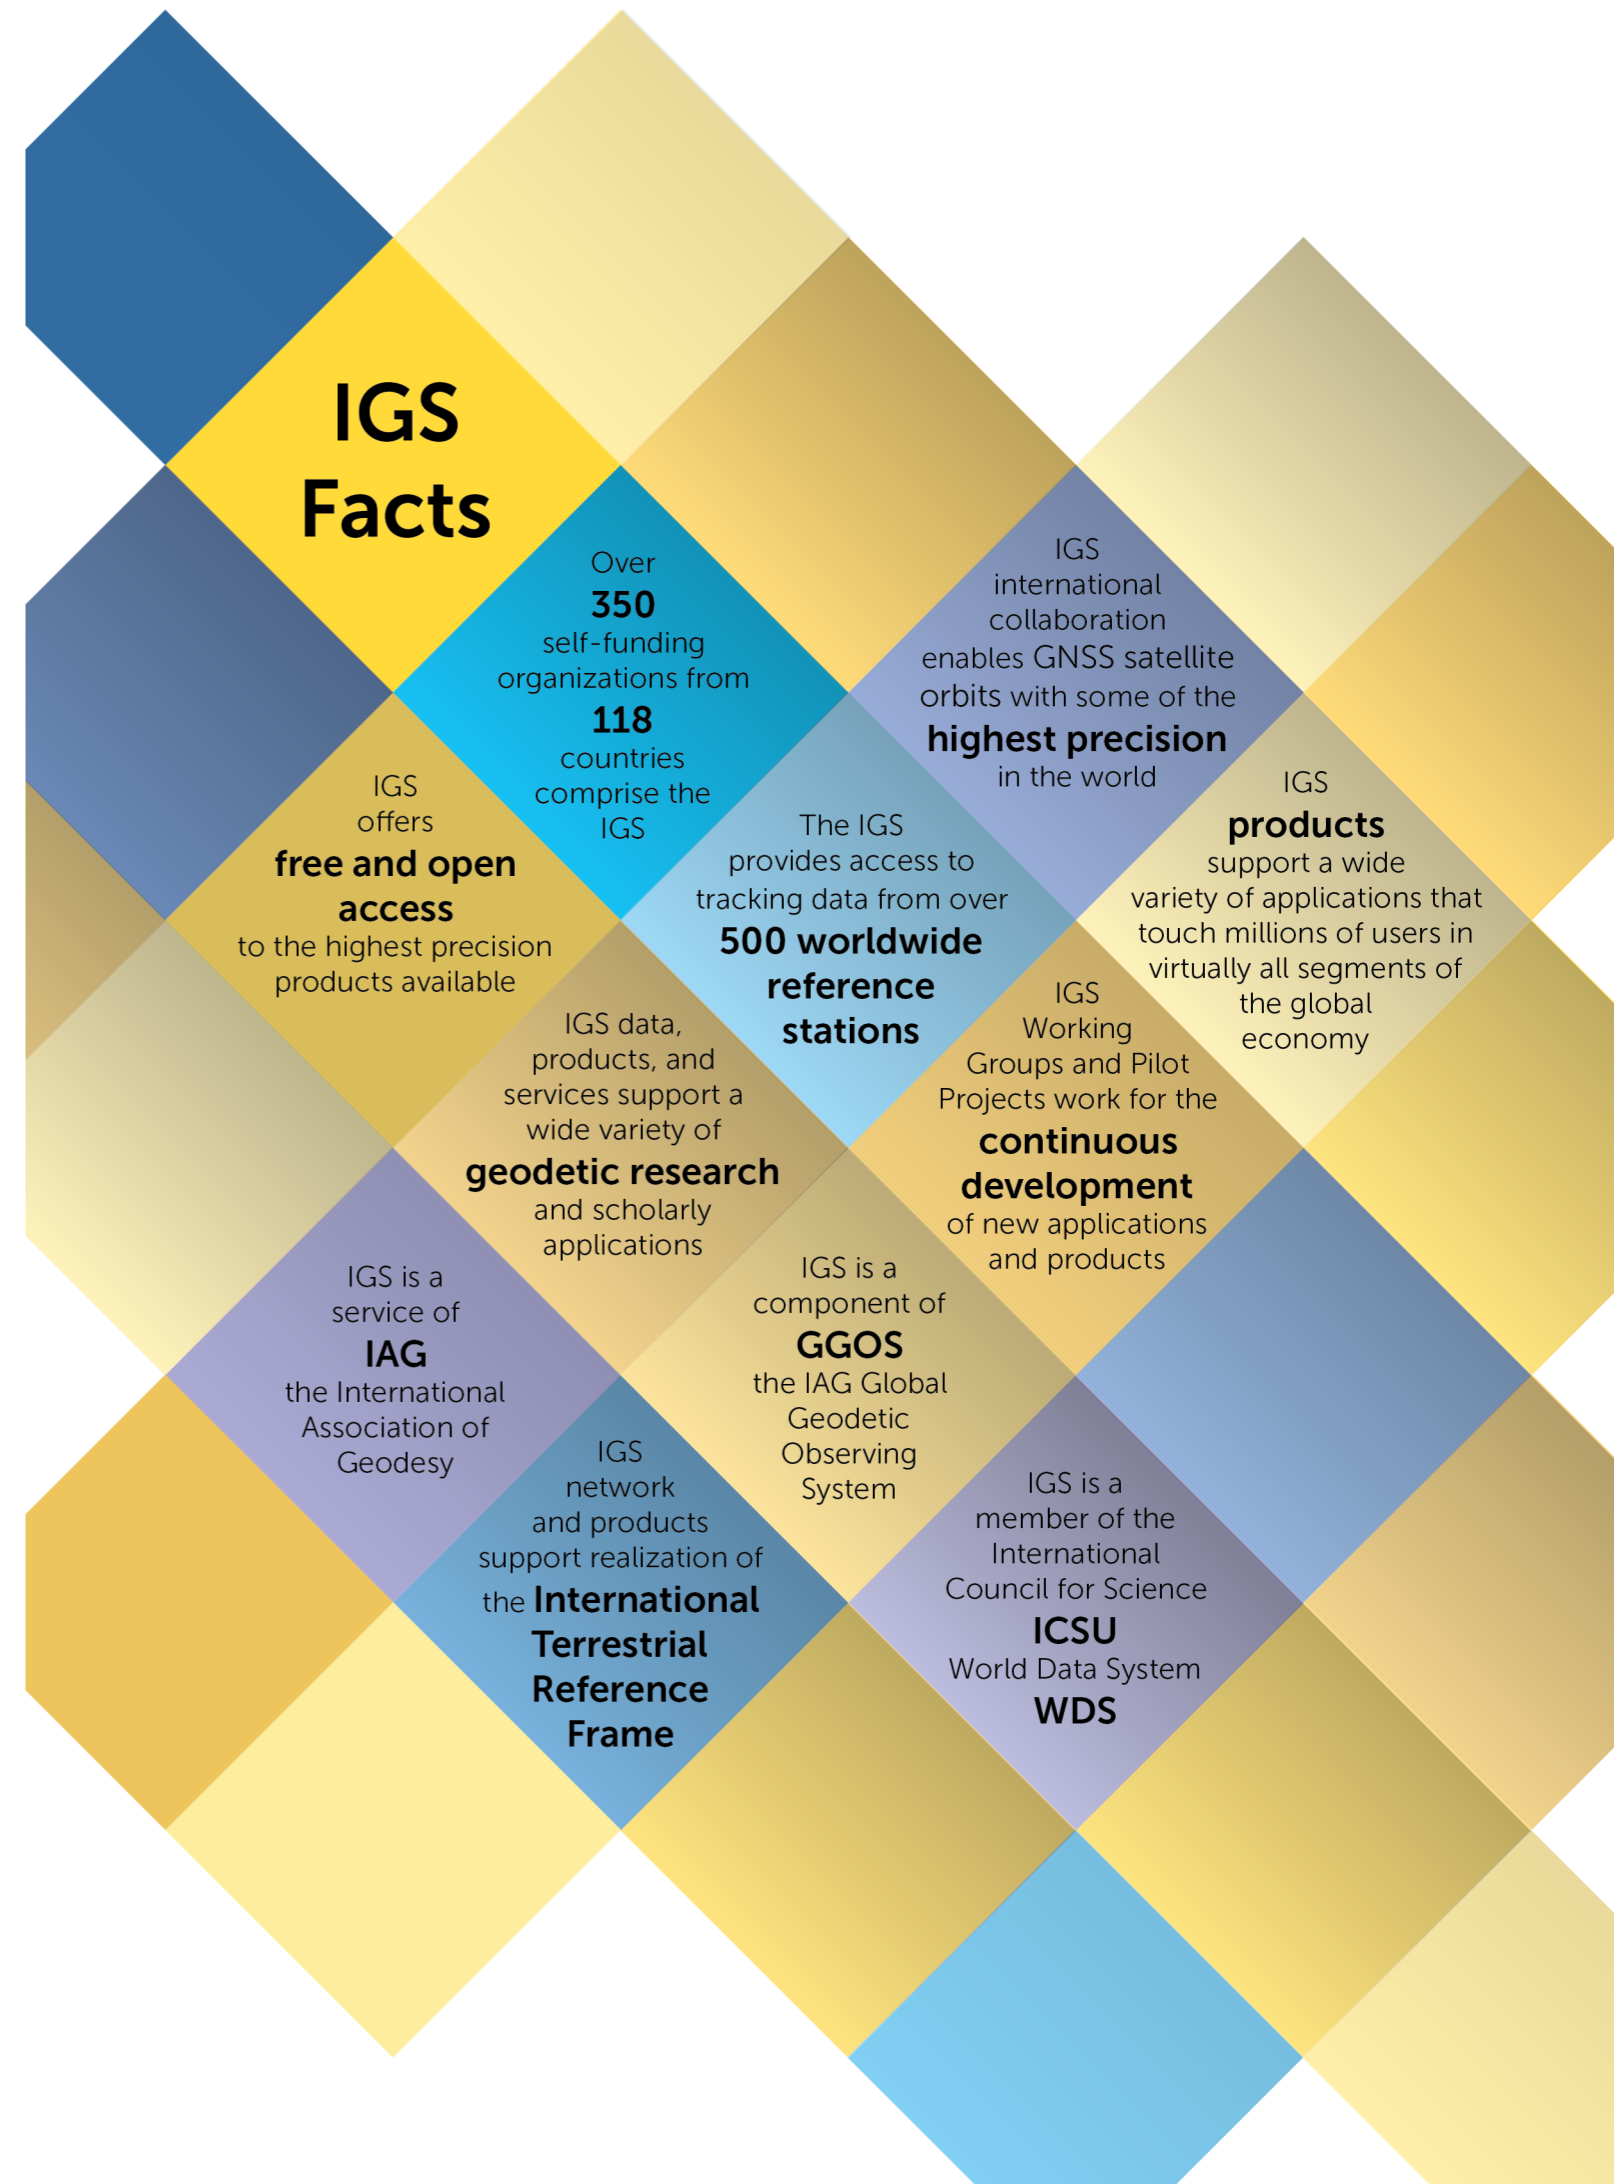 IGS
Facts
Over
350
self-funding
organizations from
118
countries
comprise the
IGS
IGS
international
collaboration
enables GNSS satellite
orbits with some of the
highest precision
in the world
IGS
offers
free and open
access
to the highest precision
products available
The IGS
provides access to
tracking data from over
500 worldwide
reference
stations
IGS
products
support a wide
variety of applications that
touch millions of users in
virtually all segments of
the global
economy
IGS data,
products, and
services support a
wide variety of
geodetic research
and scholarly
applications
IGS
Working
Groups and Pilot
Projects work for the
continuous
development
of new applications
and products
IGS is a
service of
IAG
the International
Association of
Geodesy
IGS is a
component of
GGOS
the IAG Global
Geodetic
Observing
System
IGS
network
and products
support realization of
the International
Terrestrial
Reference
Frame
IGS is a
member of the
International
Council for Science
ICSU
World Data System
WDS